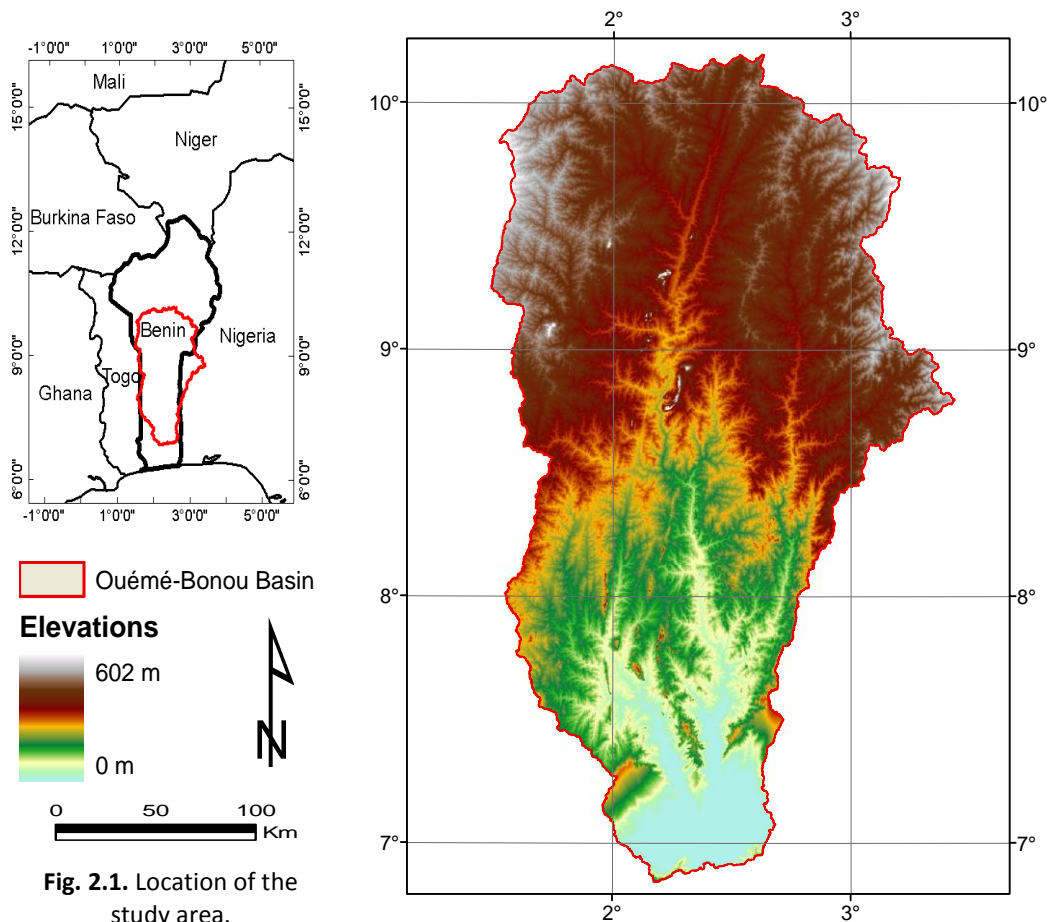 -1°0'0" 1°0'0" 3°0'0" 5°0'0"
Mali
15°0'0" 15°0'0"
Niger
Burkina Faso
12°0'0" 12°0'0"
Benin
Nigeria
9°0'0" 9°0'0"
Togo
Ghana
6°0'0" 6°0'0"
-1°0'0" 1°0'0" 3°0'0" 5°0'0"
Ouémé-Bonou Basin
Elevations
602 m
0 m
N
0 50 100
Km
Fig. 2.1. Location of the
study area.
2° 3°
10° 10°
9° 9°
8° 8°
7° 7°
2° 3°